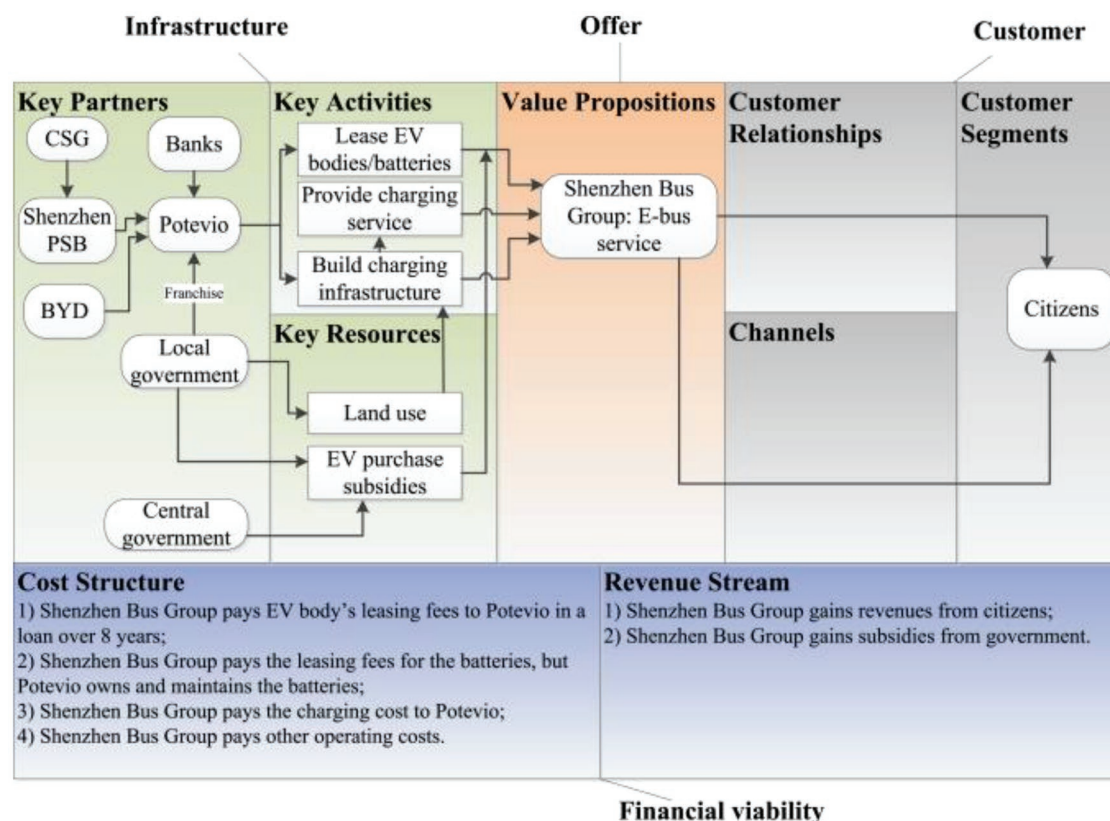 Infrastructure
Offer
Customer
Key Partners
CSG
Banks
Shenzhen
PSB
Potevio
BYD
Franchise
Local
government
Central
government
Key Activities
Lease EV
bodies/batteries
Provide charging
service
Build charging
infrastructure
Key Resources
Land use
EV purchase
subsidies
Value Propositions
Shenzhen Bus
Group: E-bus
service
Customer
Relationships
Channels
Customer
Segments
Citizens
Cost Structure
1) Shenzhen Bus Group pays EV body's leasing fees to Potevio in a
loan over 8 years;
2) Shenzhen Bus Group pays the leasing fees for the batteries, but
Potevio owns and maintains the batteries;
3) Shenzhen Bus Group pays the charging cost to Potevio;
4) Shenzhen Bus Group pays other operating costs.
Revenue Stream
1) Shenzhen Bus Group gains revenues from citizens;
2) Shenzhen Bus Group gains subsidies from government.
Financial viability